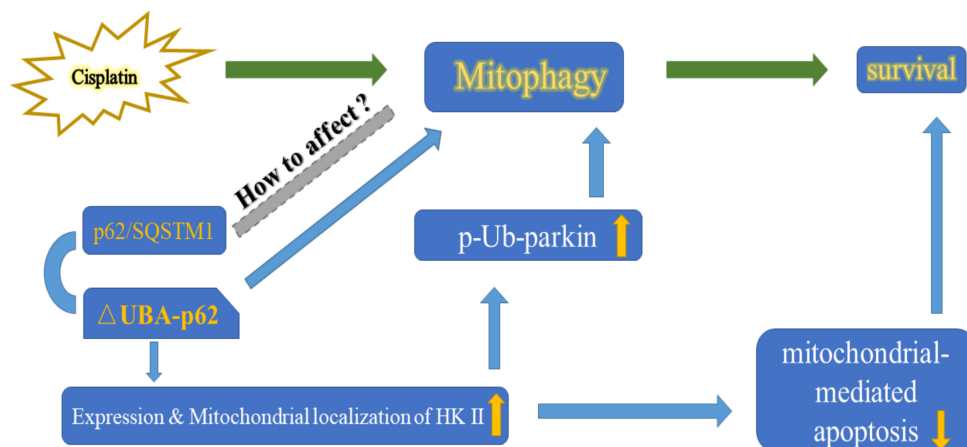 Cisplatin
Mitophagy
survival
How to affect ?
p62/SQSTM1
p-Ub-parkin
△UBA-p62
Expression & Mitochondrial localization of HK II
mitochondrial-
mediated
apoptosis